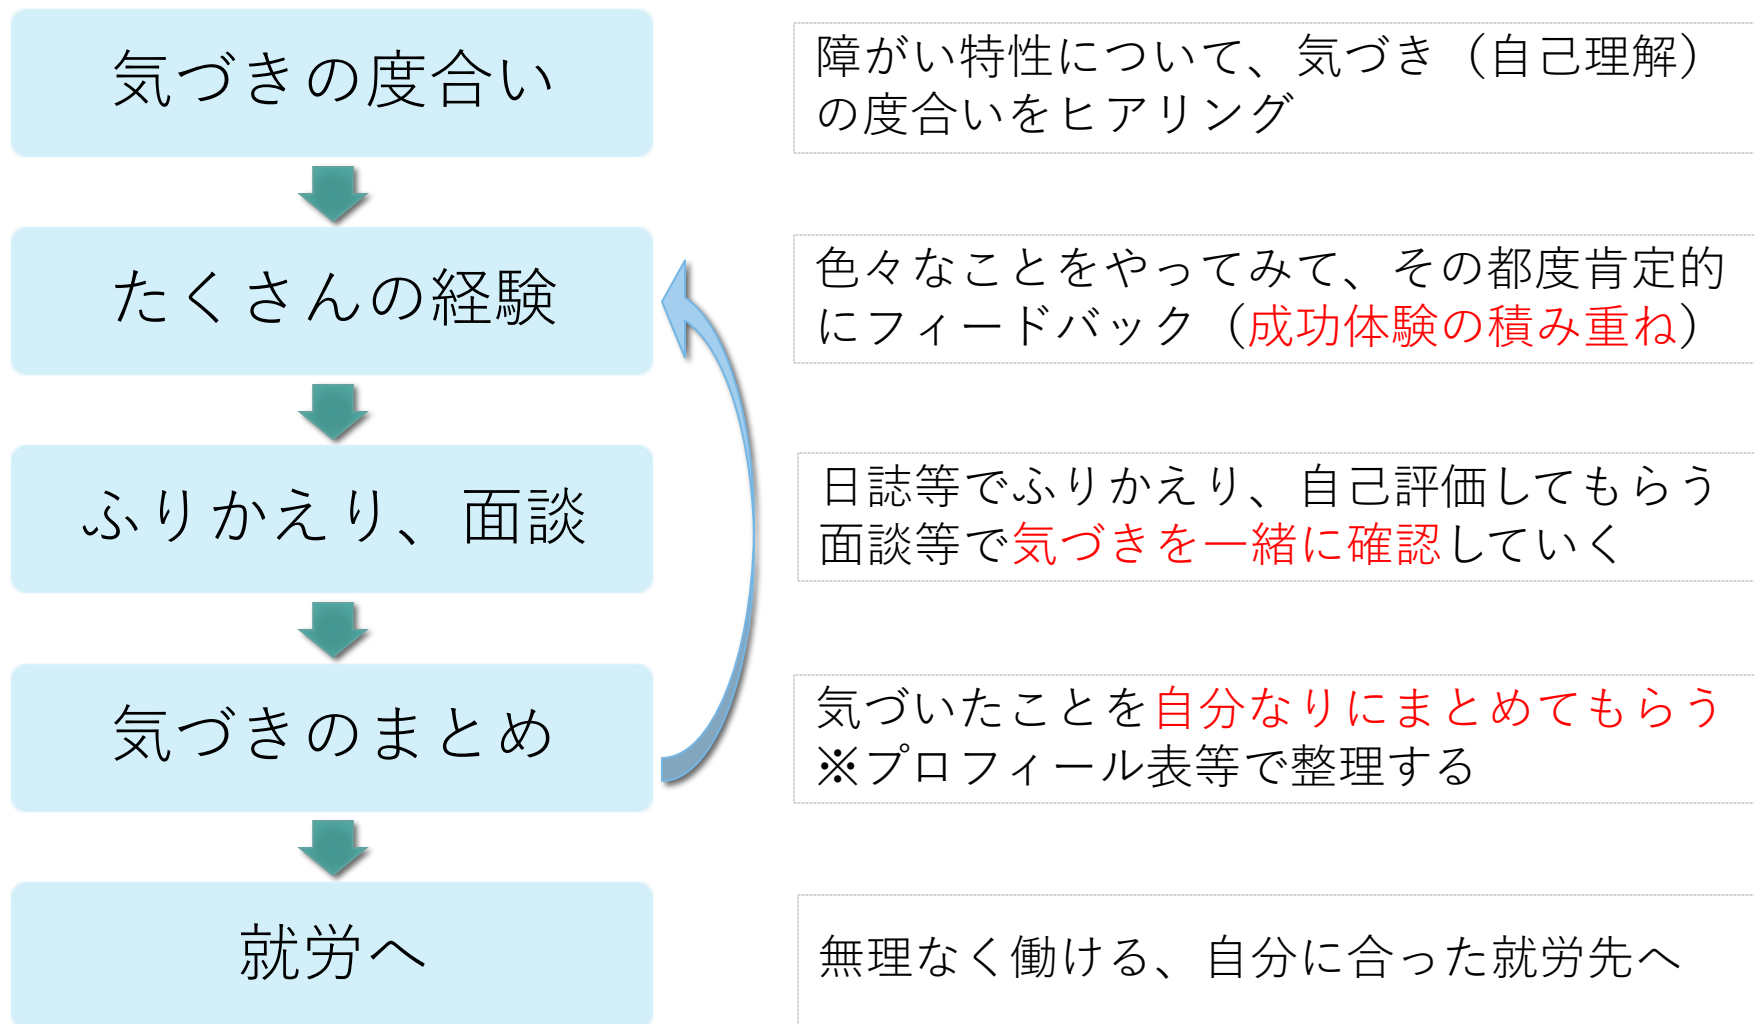 気づきの度合い
障がい特性について、気づき（自己理解）
の度合いをヒアリング
たくさんの経験
色々なことをやってみて、その都度肯定的
にフィードバック（成功体験の積み重ね）
ふりかえり、面談
日誌等でふりかえり、自己評価してもらう
面談等で気づきを一緒に確認していく
気づきのまとめ
気づいたことを自分なりにまとめてもらう
※プロフィール表等で整理する
就労へ
無理なく働ける、自分に合った就労先へ